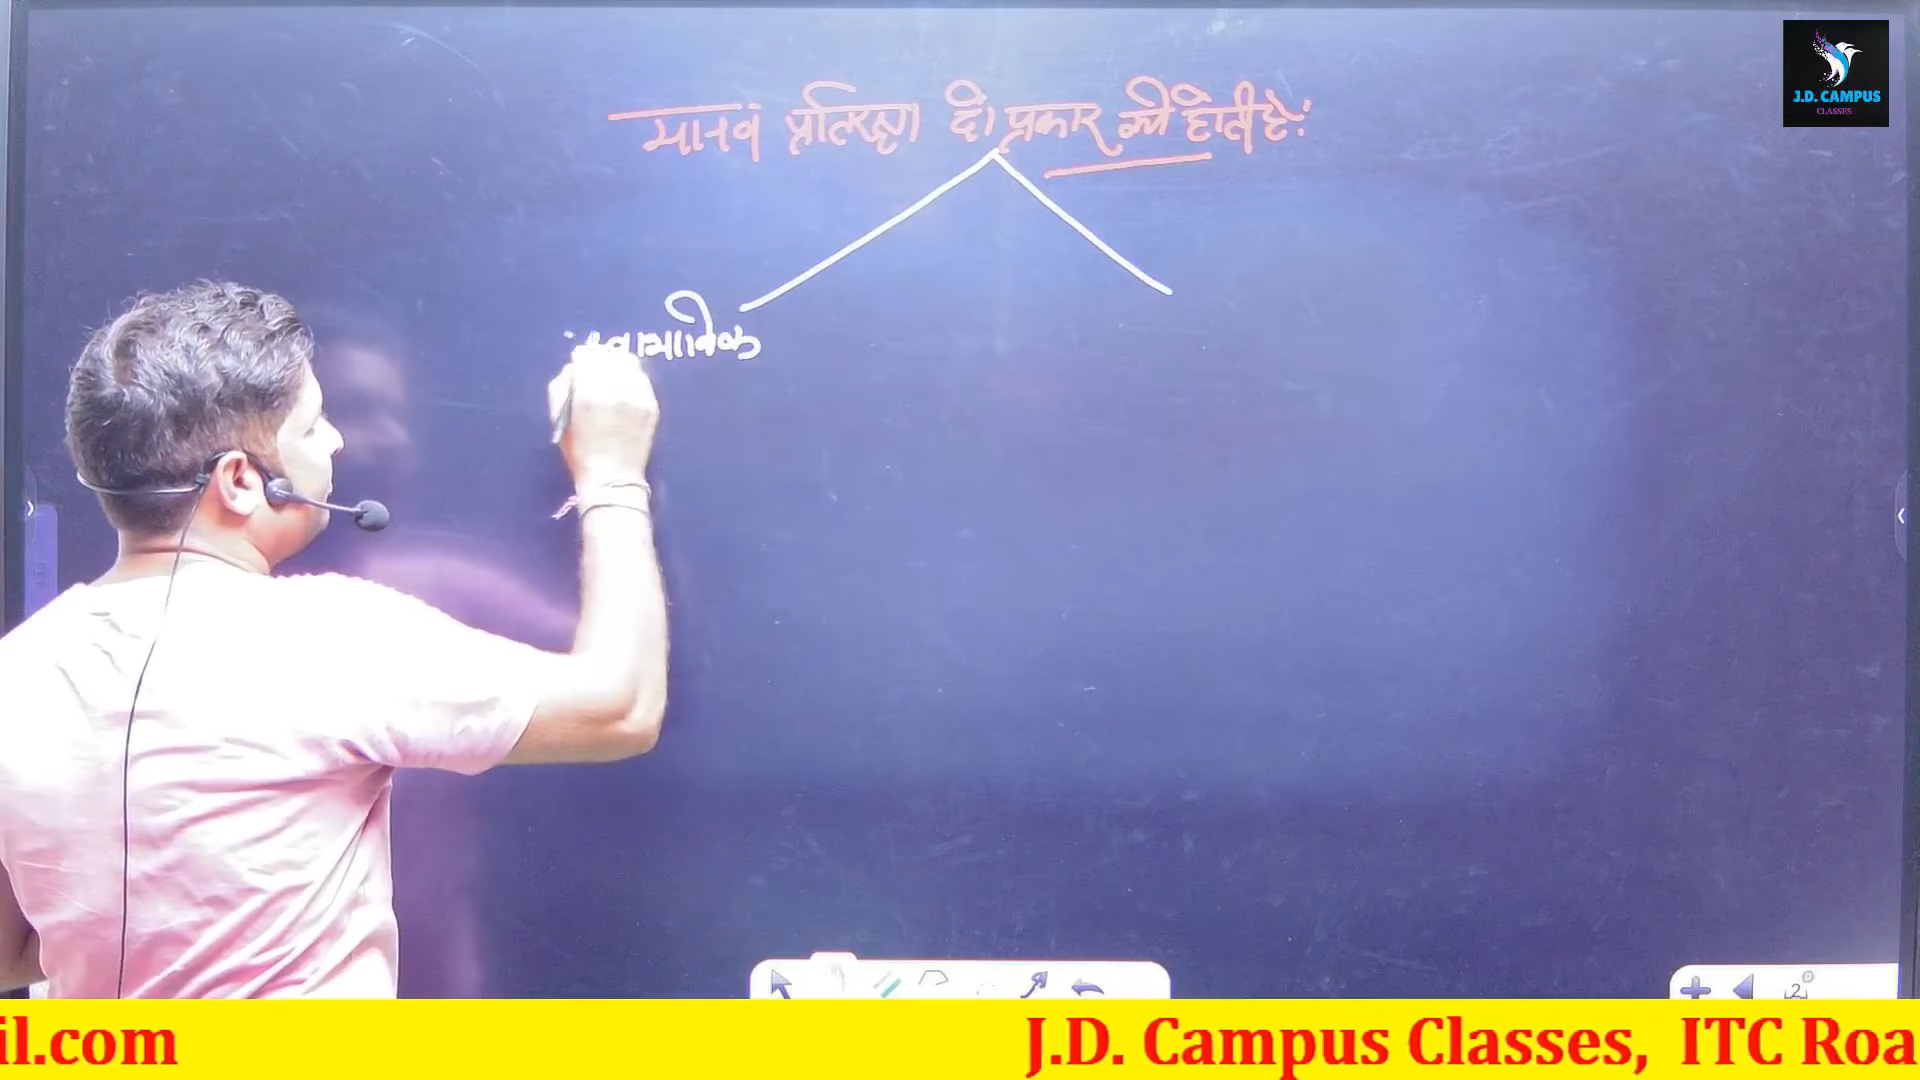 मानव प्रतिरक्षा दो प्रकार की होती है:
स्वाभाविक
J.D. CAMPUS
CLASSES
il.com J.D. Campus Classes, ITC Roa